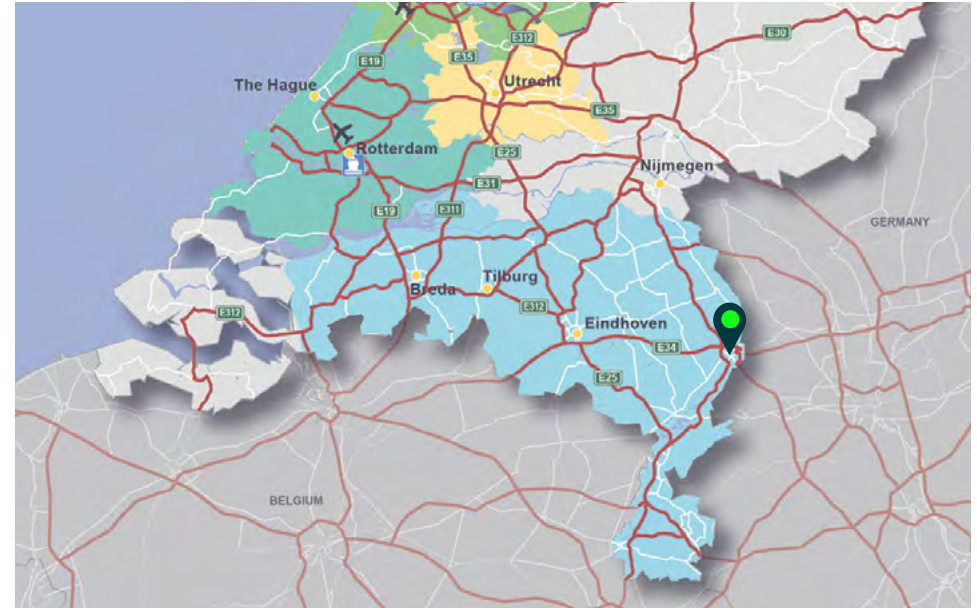 E312
E30
E19
E35
The Hague
Utrecht
E35
Rotterdam
E25
Nijmegen
E31
E19
E311
GERMANY
Tilburg
Breda
E312
E312
Eindhoven
E34
E25
BELGIUM